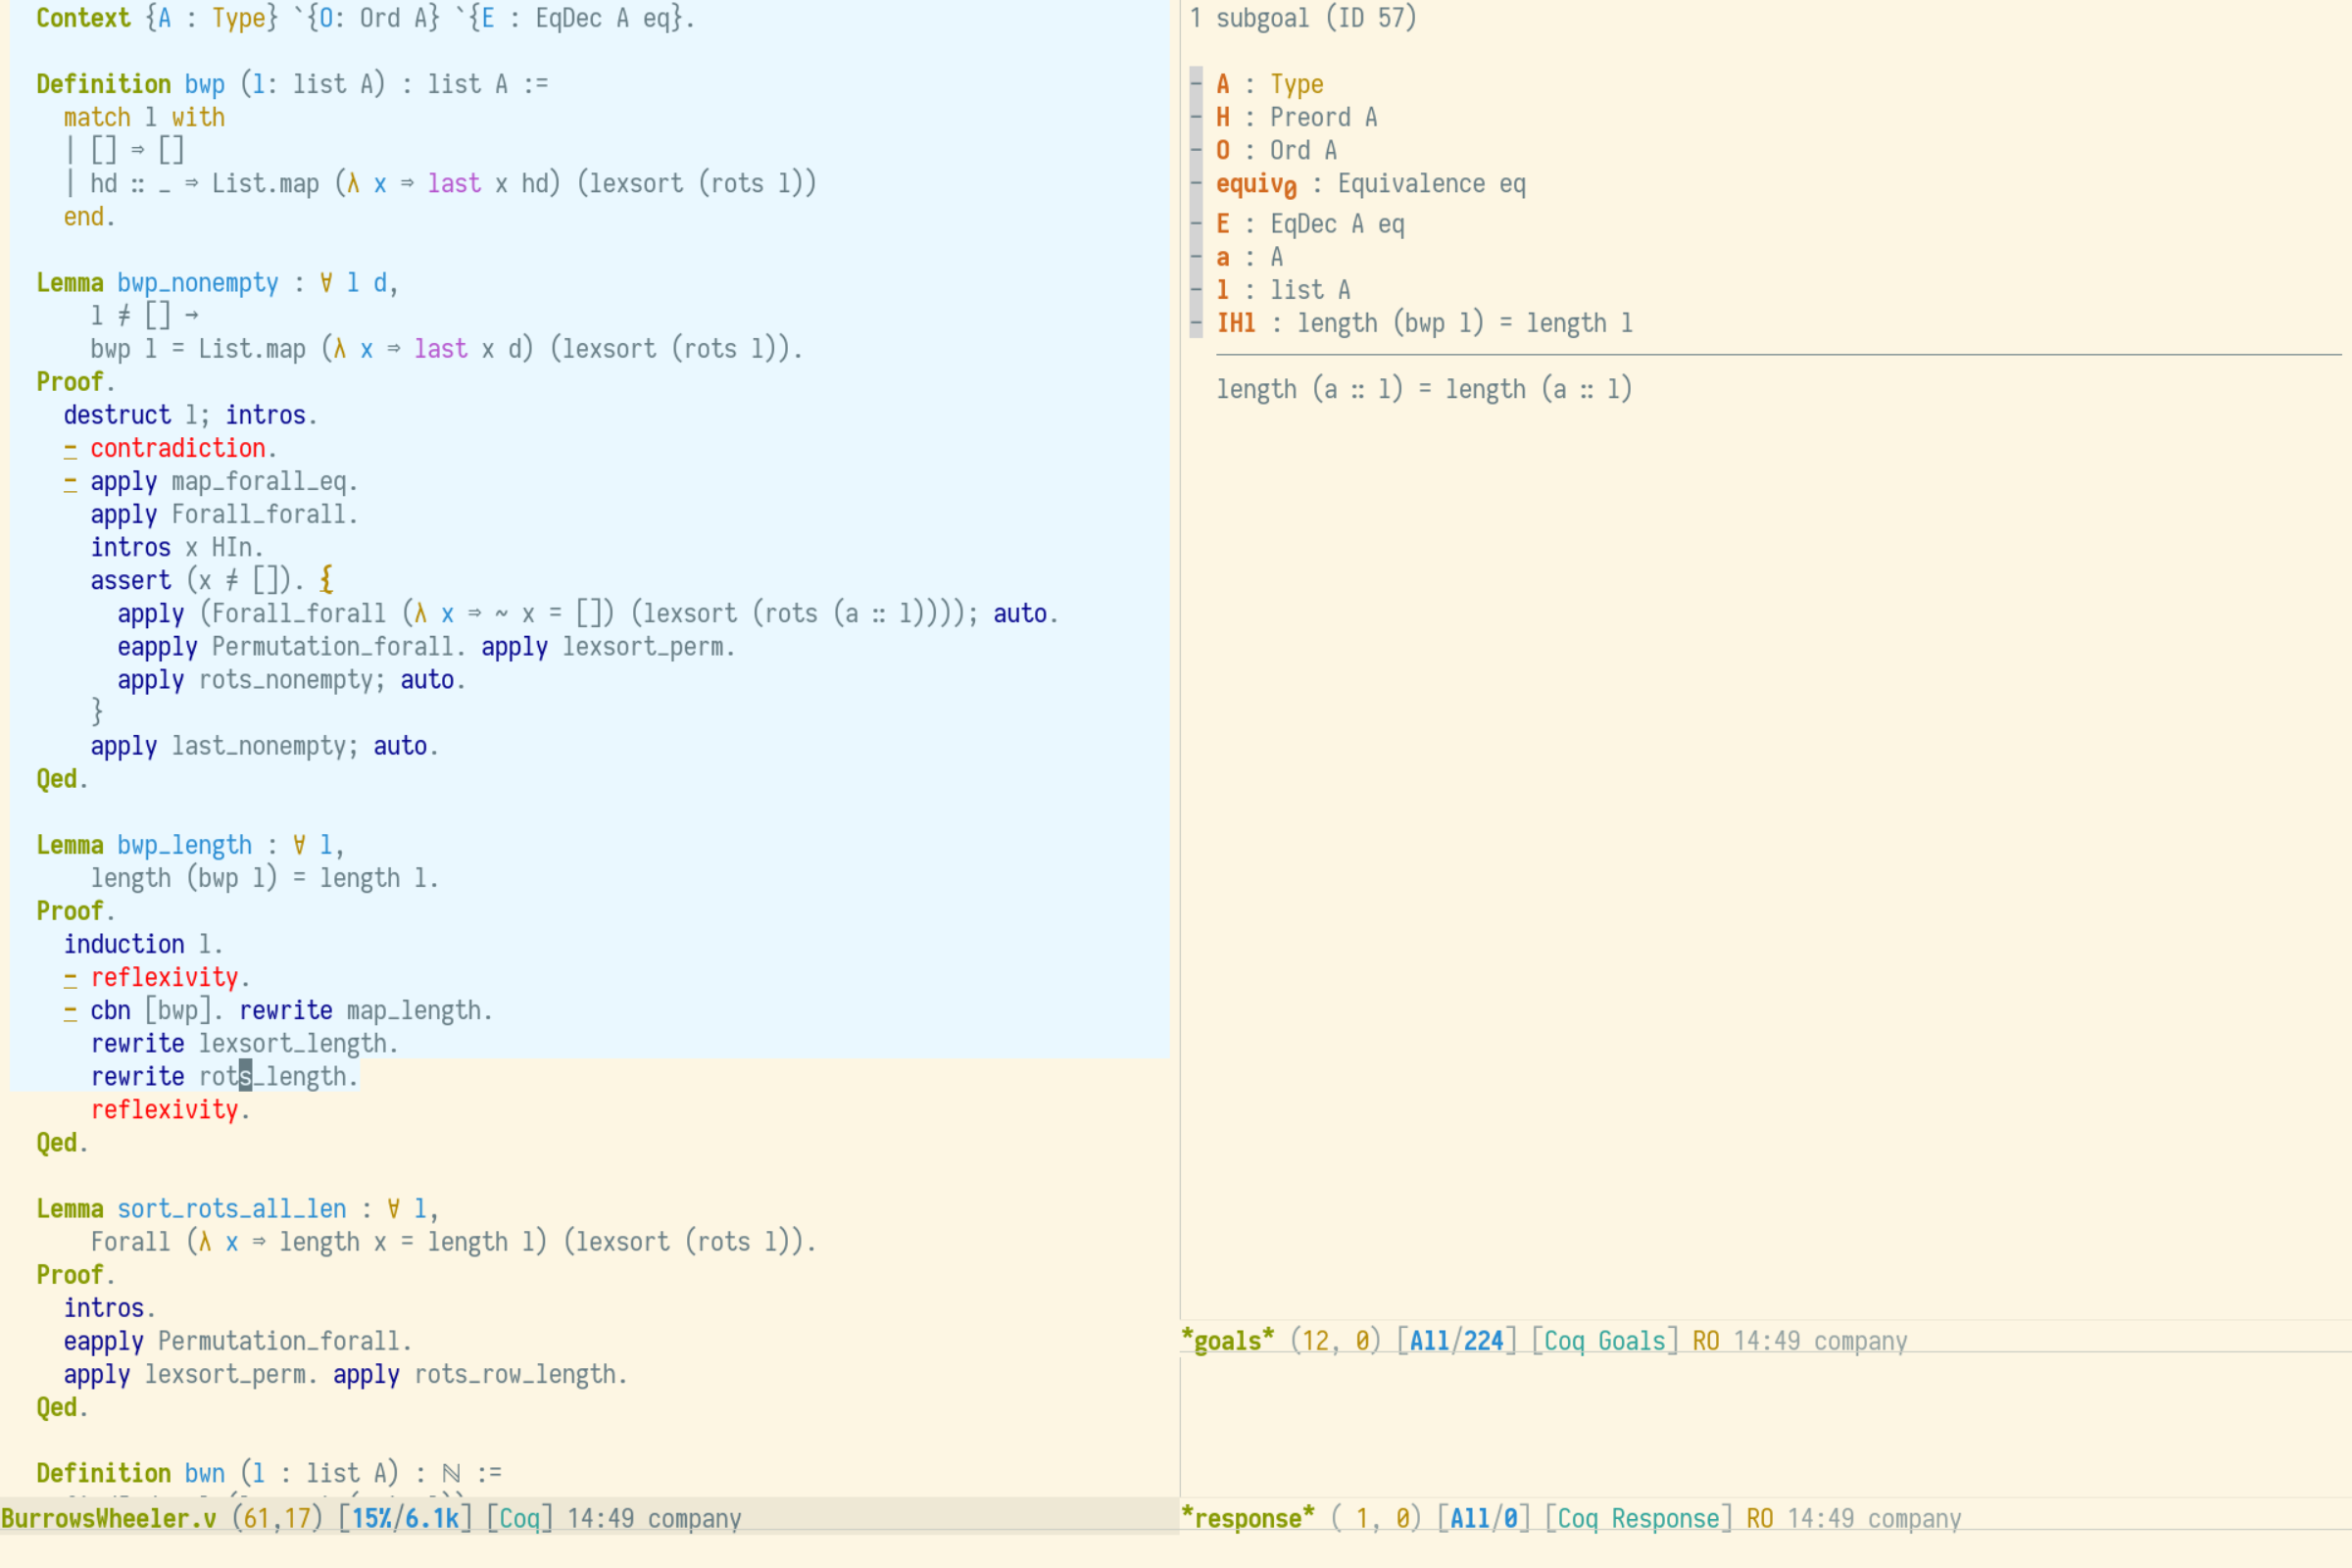 Context {A : Type} `{O: Ord A} `{E : EqDec A eq}.
Definition bwp (l: list A) : list A :=
match l with
| [] ⇒ []
| hd :: _ ⇒ List.map (λ x ⇒ last x hd) (lexsort (rots l))
end.
Lemma bwp_nonempty : ∀ l d,
l ≠ [] →
bwp l = List.map (λ x ⇒ last x d) (lexsort (rots l)).
Proof.
destruct l; intros.
- contradiction.
- apply map_forall_eq.
apply Forall_forall.
intros x HIn.
assert (x ≠ []). {
apply (Forall_forall (λ x ⇒ ~ x = []) (lexsort (rots (a :: l)))); auto.
eapply Permutation_forall. apply lexsort_perm.
apply rots_nonempty; auto.
}
apply last_nonempty; auto.
Qed.
Lemma bwp_length : ∀ l,
length (bwp l) = length l.
Proof.
induction l.
- reflexivity.
- cbn [bwp]. rewrite map_length.
rewrite lexsort_length.
rewrite rots_length.
reflexivity.
Qed.
Lemma sort_rots_all_len : ∀ l,
Forall (λ x ⇒ length x = length l) (lexsort (rots l)).
Proof.
intros.
eapply Permutation_forall.
apply lexsort_perm. apply rots_row_length.
Qed.
Definition bwn (l : list A) : ℕ :=
BurrowsWheeler.v (61,17) [15%/6.1k] [Coq] 14:49 company
1 subgoal (ID 57)
- A : Type
- H : Preord A
- O : Ord A
- equiv₀ : Equivalence eq
- E : EqDec A eq
- a : A
- l : list A
- IHl : length (bwp l) = length l
length (a :: l) = length (a :: l)
*goals* (12, 0) [All/224] [Coq Goals] RO 14:49 company
*response* ( 1, 0) [All/0] [Coq Response] RO 14:49 company